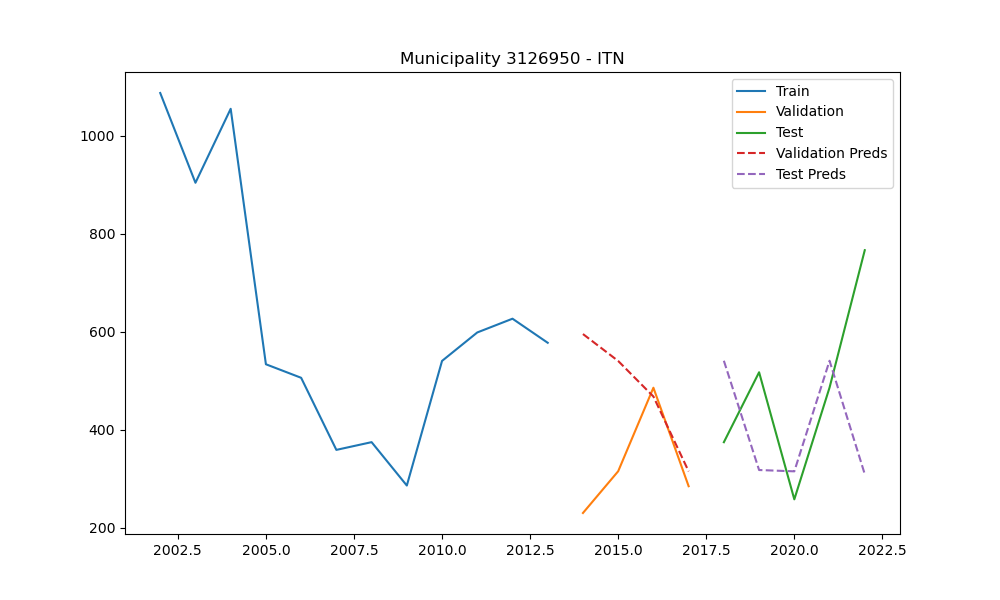 Municipality 3126950 - ITN
Train
Validation
Test
Validation Preds
Test Preds
1000
800
600
400
200
2002.5 2005.0 2007.5 2010.0 2012.5 2015.0 2017.5 2020.0 2022.5